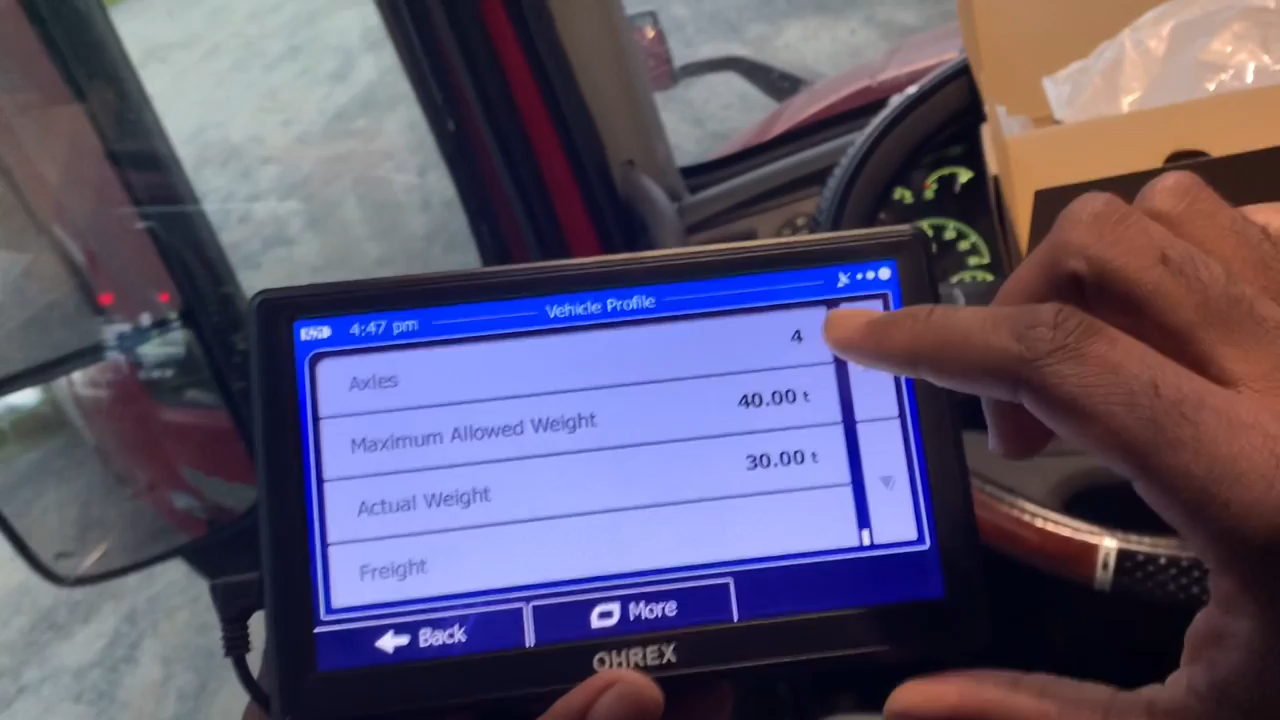 4:47 pm
Vehicle Profile
Axles
4
Maximum Allowed Weight
40.00 t
Actual Weight
30.00 t
Freight
Back
More
OHREX